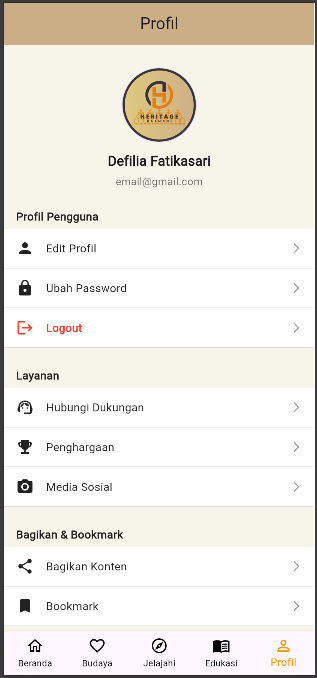 Profil
HERITAGE
Defilia Fatikasari
email@gmail.com
Profil Pengguna
Edit Profil
Ubah Password
Logout
Layanan
Hubungi Dukungan
Penghargaan
Media Sosial
Bagikan & Bookmark
Bagikan Konten
Bookmark
Beranda
Budaya
Jelajahi
Edukasi
Profil